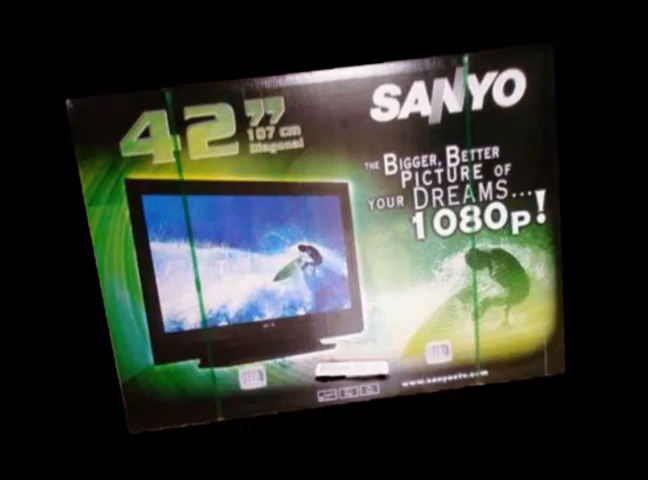 42"
107 cm
Diagonal
SANYO
THE BIGGER, BETTER
PICTURE OF
YOUR DREAMS...
1080p!
www.sanyoctv.com